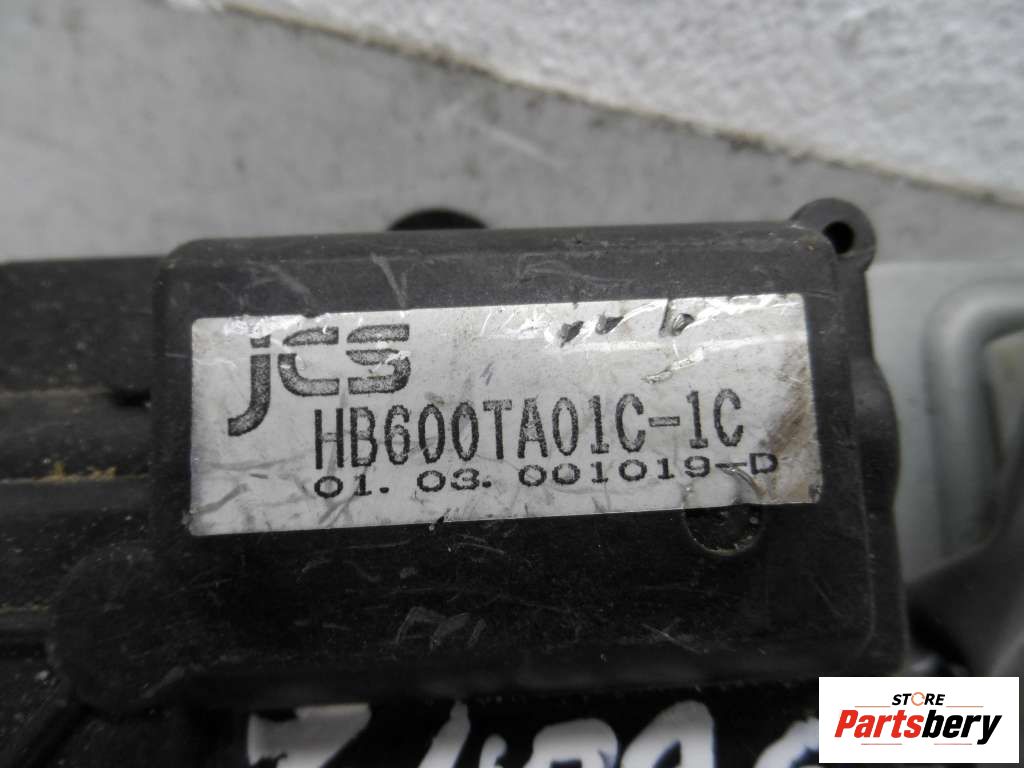 jCS
HB600TA01C-1C
01. 03. 001019-D
STORE
Partsbery